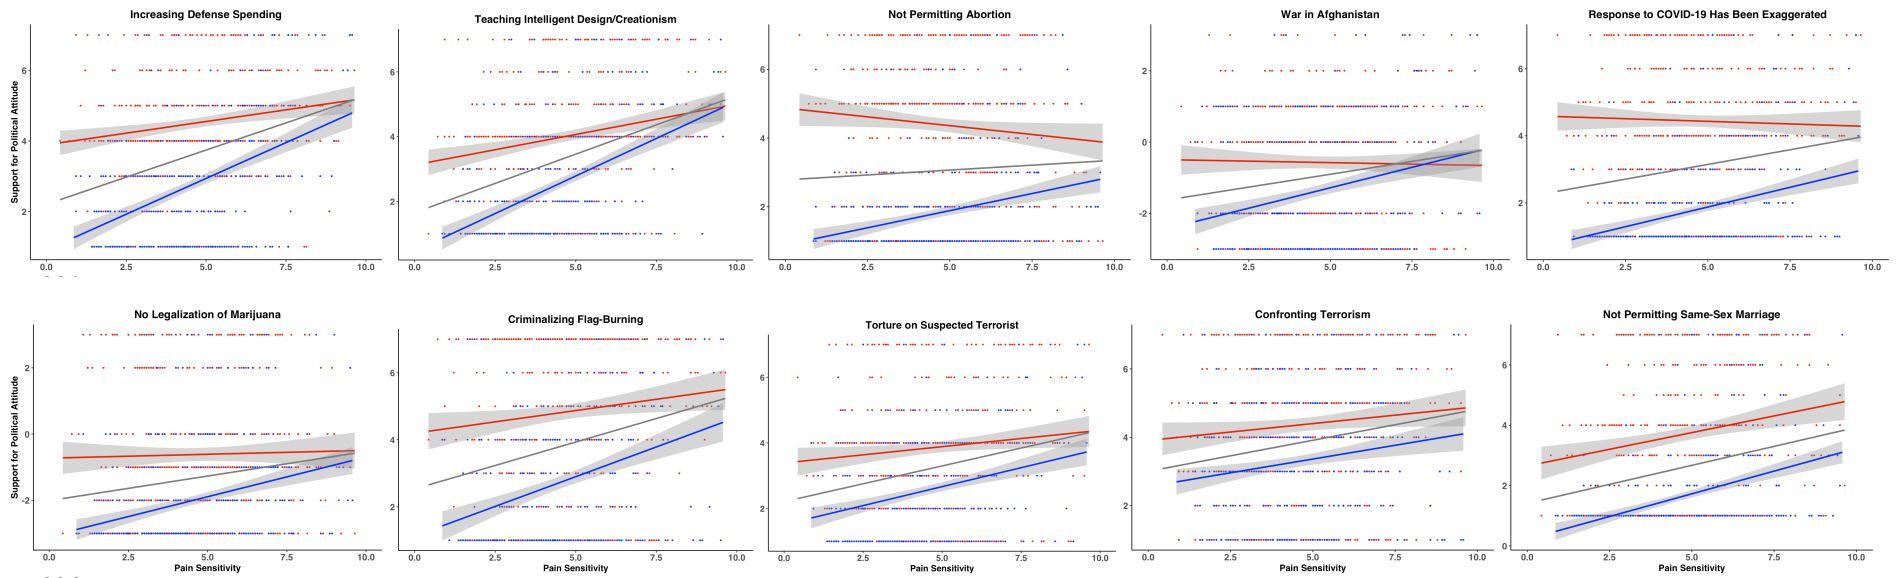 Increasing Defense Spending
Teaching Intelligent Design/Creationism
Not Permitting Abortion
War in Afghanistan
Response to COVID-19 Has Been Exaggerated
Support for Political Attitude
6
4
2
0.0 2.5 5.0 7.5 10.0
6
4
2
0.0 2.5 5.0 7.5 10.0
6
4
2
0.0 2.5 5.0 7.5 10.0
2
0
-2
0.0 2.5 5.0 7.5 10.0
6
4
2
0.0 2.5 5.0 7.5 10.0
No Legalization of Marijuana
Criminalizing Flag-Burning
Torture on Suspected Terrorist
Confronting Terrorism
Not Permitting Same-Sex Marriage
Support for Political Attitude
2
0
-2
0.0 2.5 5.0 7.5 10.0
Pain Sensitivity
6
4
2
0.0 2.5 5.0 7.5 10.0
Pain Sensitivity
6
4
2
0.0 2.5 5.0 7.5 10.0
Pain Sensitivity
6
4
2
0.0 2.5 5.0 7.5 10.0
Pain Sensitivity
6
4
2
0
0.0 2.5 5.0 7.5 10.0
Pain Sensitivity